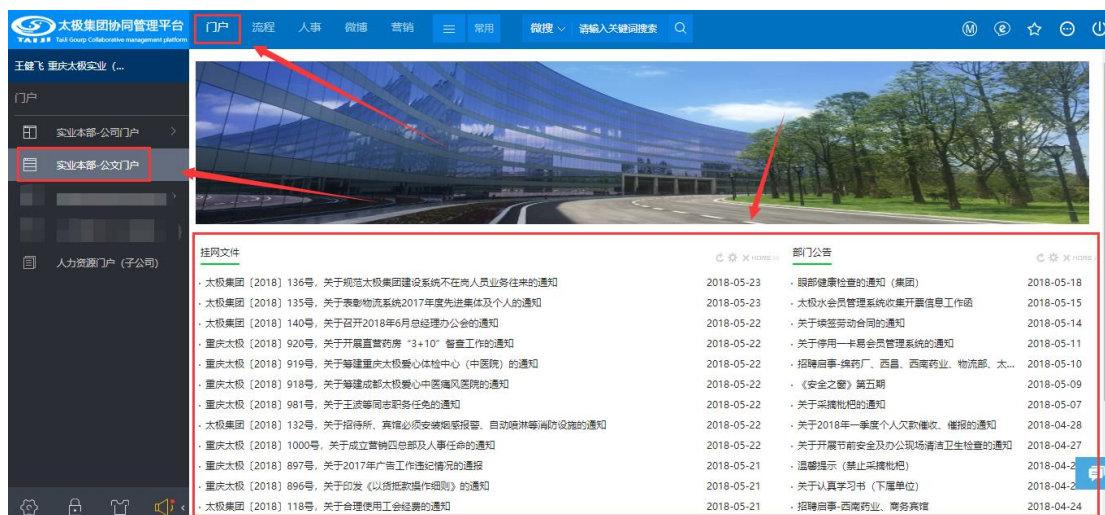 太极集团协同管理平台
TAIJI TaiJi Gourp Collaborative management platform
门户 流程 人事 微博 营销 常用 微搜 请输入关键词搜索
王健飞 重庆太极实业（...
门户
实业本部-公司门户
实业本部-公文门户
人力资源门户（子公司）
挂网文件
HOME
· 太极集团〔2018〕136号，关于规范太极集团建设系统不在岗人员业务往来的通知 2018-05-23
· 太极集团〔2018〕135号，关于表彰物流系统2017年度先进集体及个人的通知 2018-05-23
· 太极集团〔2018〕140号，关于召开2018年6月总经理办公会的通知 2018-05-22
· 重庆太极〔2018〕920号，关于开展直营药房“3+10”督查工作的通知 2018-05-22
· 重庆太极〔2018〕919号，关于筹建重庆太极爱心体检中心（中医院）的通知 2018-05-22
· 重庆太极〔2018〕918号，关于筹建成都太极爱心中医痛风医院的通知 2018-05-22
· 重庆太极〔2018〕981号，关于王波等同志职务任免的通知 2018-05-22
· 太极集团〔2018〕132号，关于招待所、宾馆必须安装烟感报警、自动喷淋等消防设施的通知 2018-05-22
· 重庆太极〔2018〕1000号，关于成立营销四总部及人事任命的通知 2018-05-22
· 重庆太极〔2018〕897号，关于2017年广告工作违纪情况的通报 2018-05-21
· 重庆太极〔2018〕896号，关于印发《以货抵款操作细则》的通知 2018-05-21
· 太极集团〔2018〕118号，关于合理使用工会经费的通知 2018-05-21
部门公告
HOME
· 眼部健康检查的通知（集团） 2018-05-18
· 太极水会员管理系统收集开票信息工作函 2018-05-15
· 关于续签劳动合同的通知 2018-05-14
· 关于停用一卡易会员管理系统的通知 2018-05-11
· 招聘启事-绵药厂、西昌、西南药业、物流部、太... 2018-05-10
· 《安全之窗》第五期 2018-05-09
· 关于采摘枇杷的通知 2018-05-07
· 关于2018年一季度个人欠款催收、催报的通知 2018-04-28
· 关于开展节前安全及办公现场清洁卫生检查的通知 2018-04-27
· 温馨提示（禁止采摘枇杷） 2018-04-2
· 关于认真学习书（下属单位） 2018-04-2
· 招聘启事-西南药业、商务宾馆 2018-04-24